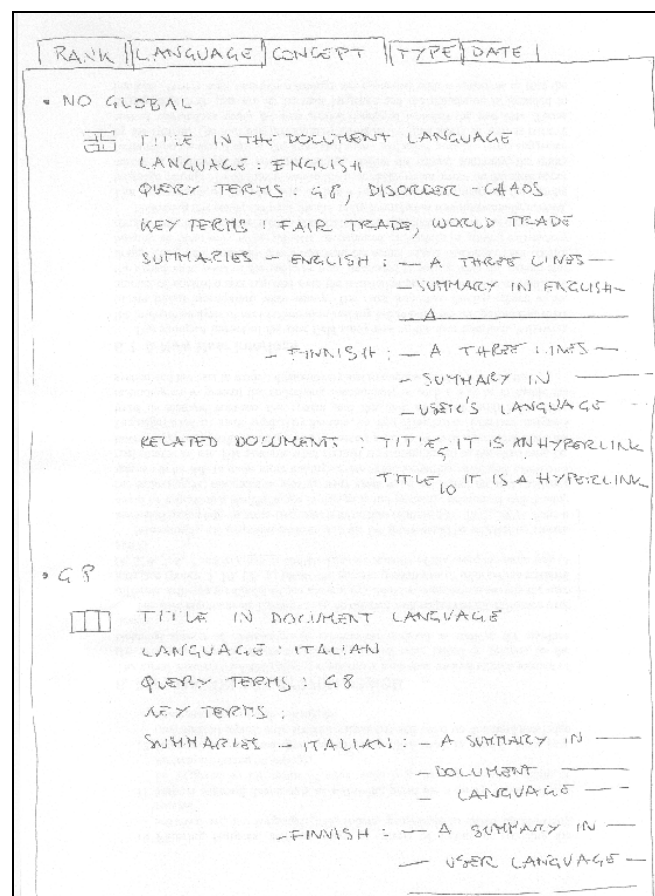 RANK LANGUAGE CONCEPT TYPE DATE
• NO GLOBAL
TITLE IN THE DOCUMENT LANGUAGE
LANGUAGE : ENGLISH
QUERY TERMS : G8, DISORDER - CHAOS
KEY TERMS : FAIR TRADE, WORLD TRADE
SUMMARIES - ENGLISH : — A THREE LINES —
— SUMMARY IN ENGLISH —
— A
- FINNISH : — A THREE LINES —
- SUMMARY IN —
— USER'S LANGUAGE -
RELATED DOCUMENT : TITLE5 IT IS AN HYPERLINK
TITLE10 IT IS A HYPERLINK
• G8
TITLE IN DOCUMENT LANGUAGE
LANGUAGE : ITALIAN
QUERY TERMS : G8
KEY TERMS :
SUMMARIES - ITALIAN : - A SUMMARY IN —
- DOCUMENT —
- LANGUAGE — -
- FINNISH : — A SUMMARY IN —
— USER LANGUAGE —